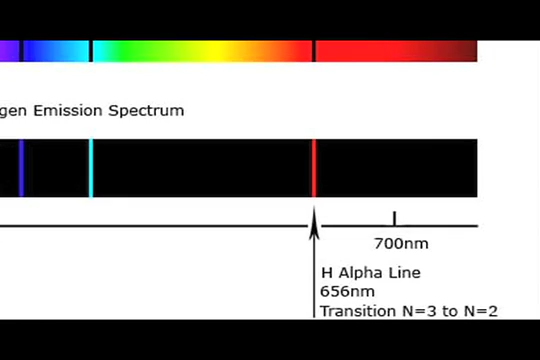 gen Emission Spectrum
700nm
H Alpha Line
656nm
Transition N=3 to N=2